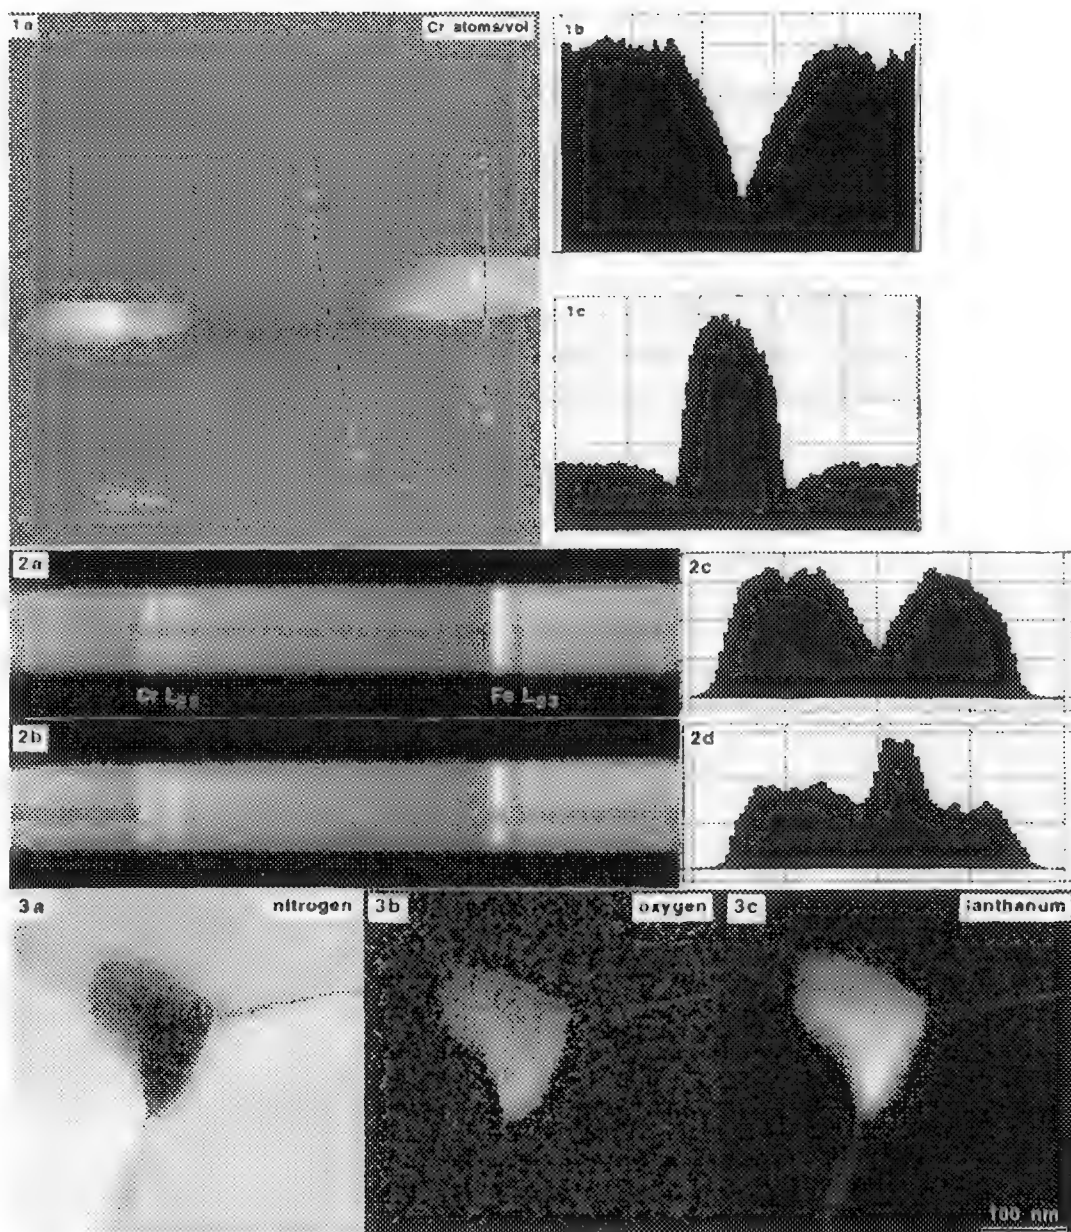 1a
Cr atoms/vol
1b
1c
2a
Cr L23
Fe L23
2b
2c
2d
3a
nitrogen
3b
oxygen
3c
lanthanum
100 nm